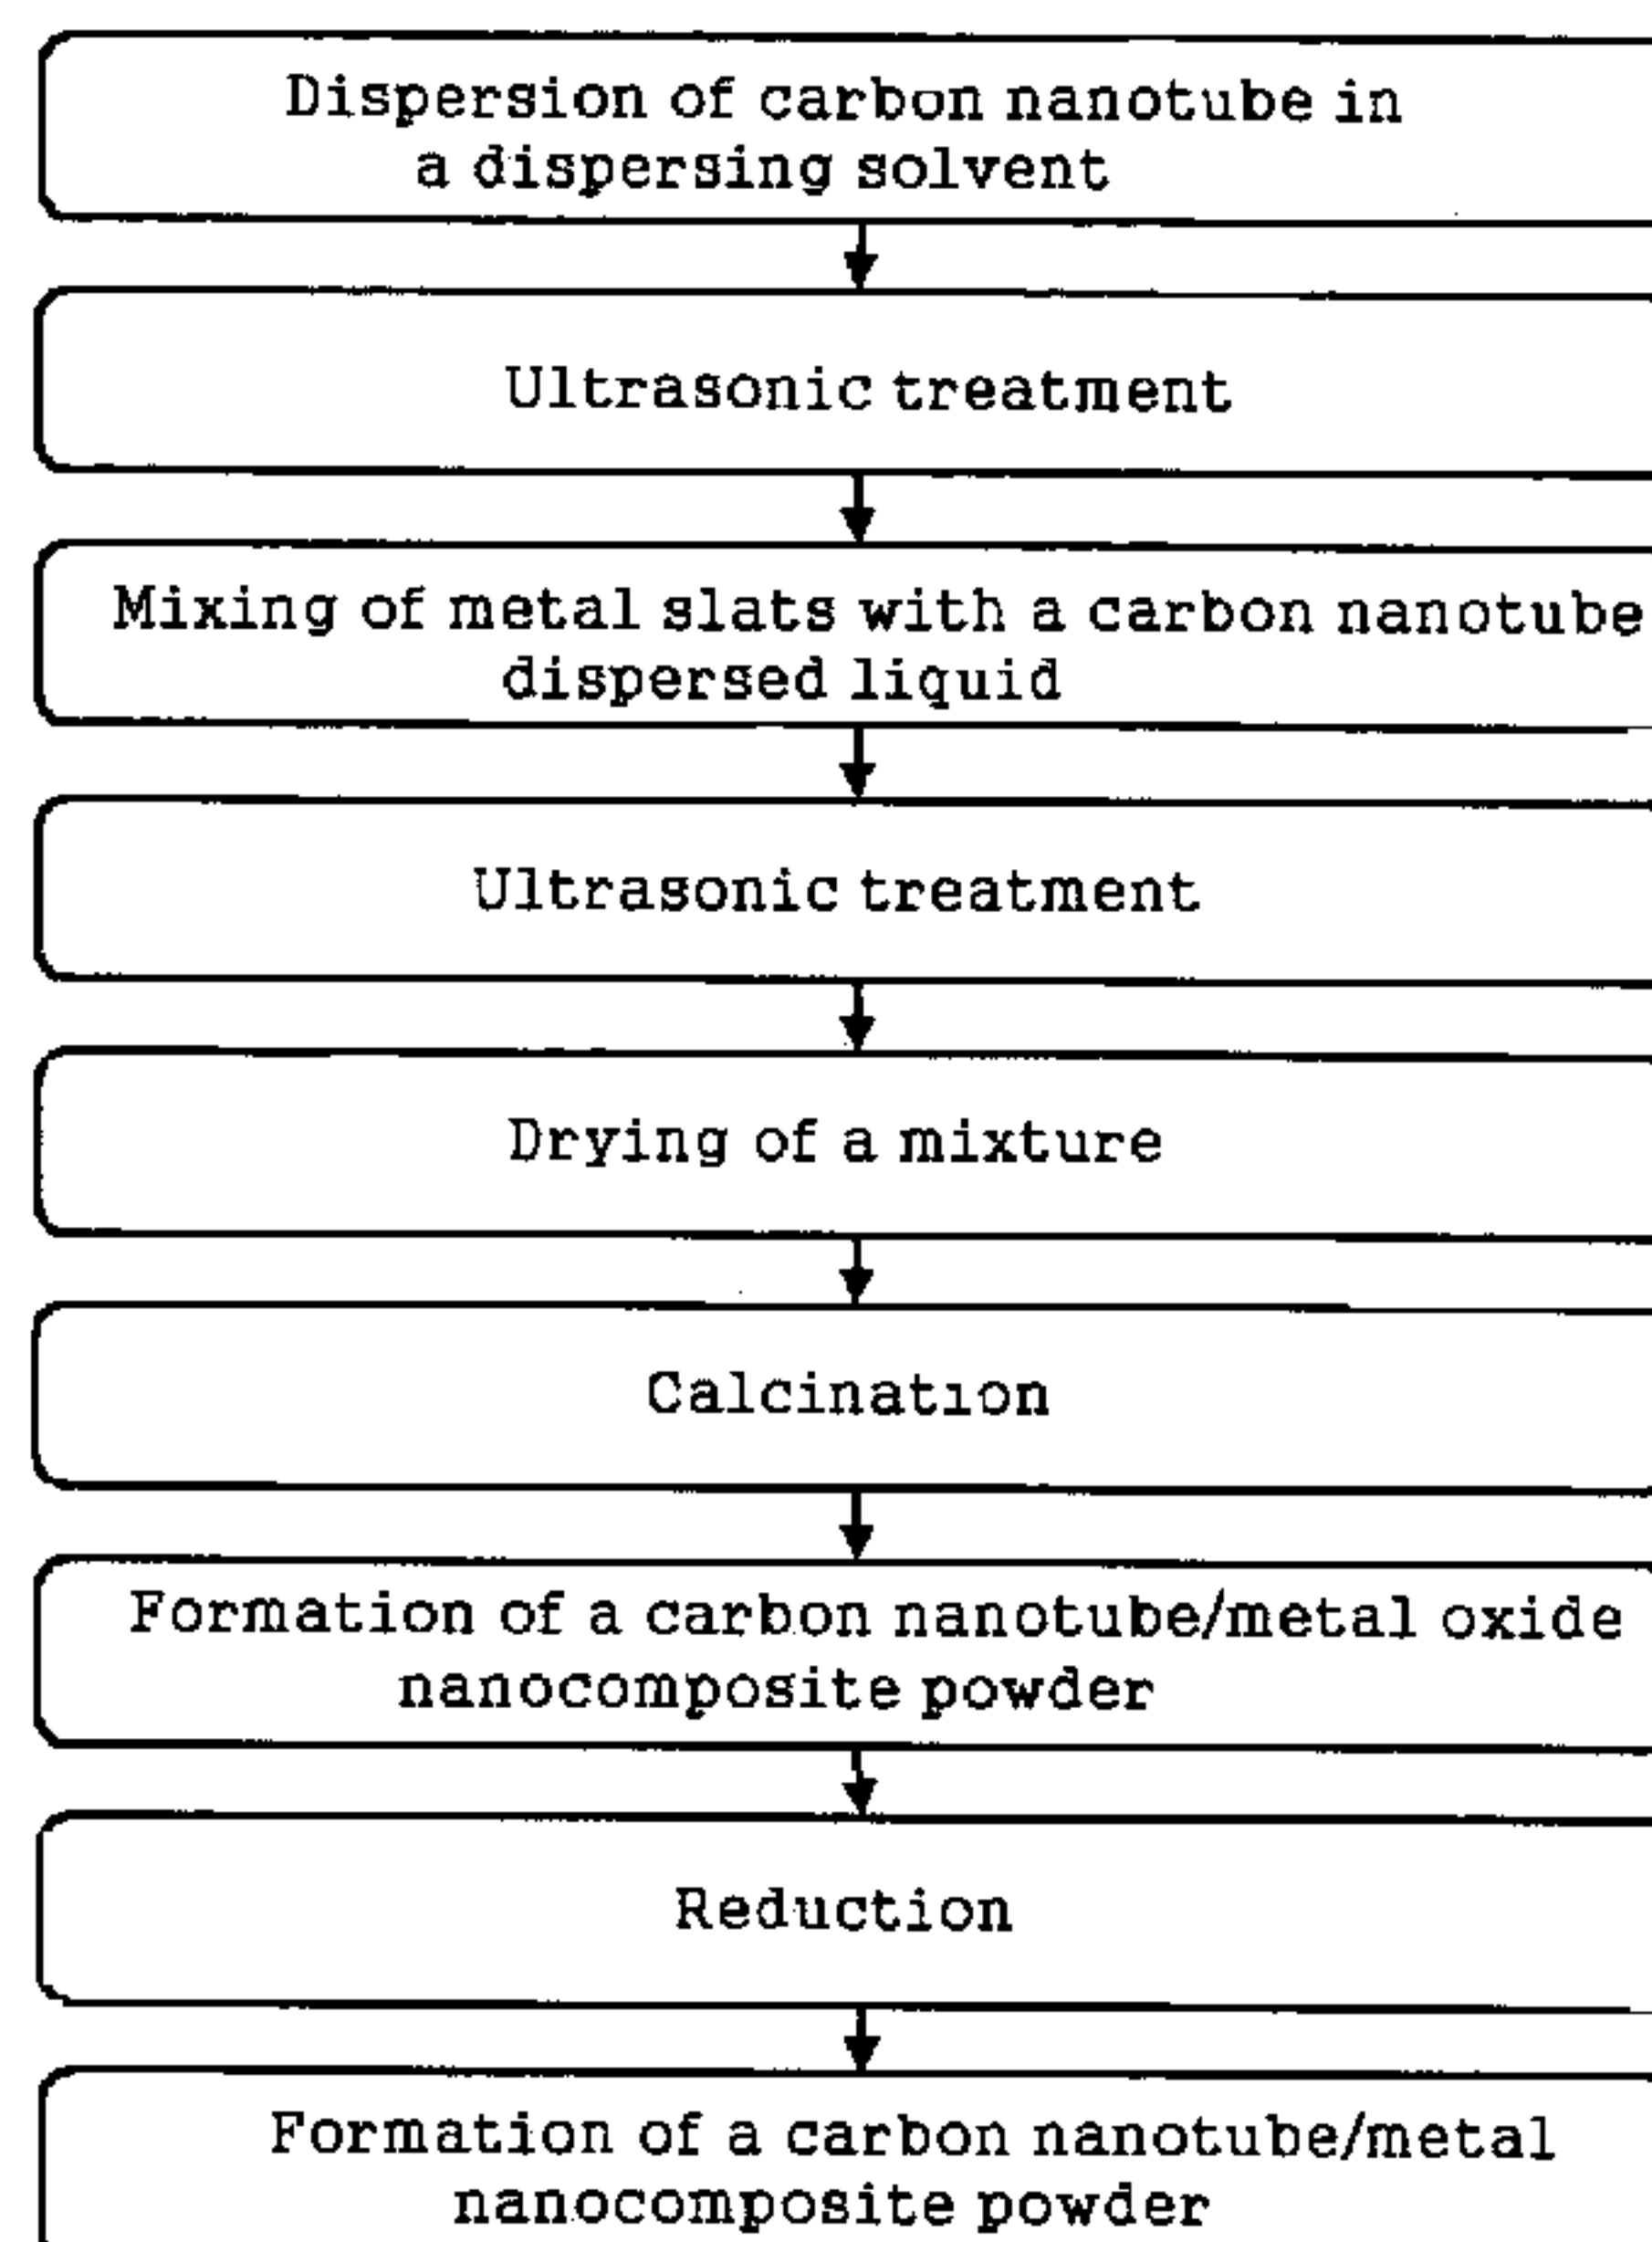 Dispersion of carbon nanotube in
a dispersing solvent
Ultrasonic treatment
Mixing of metal slats with a carbon nanotube
dispersed liquid
Ultrasonic treatment
Drying of a mixture
Calcination
Formation of a carbon nanotube/metal oxide
nanocomposite powder
Reduction
Formation of a carbon nanotube/metal
nanocomposite powder